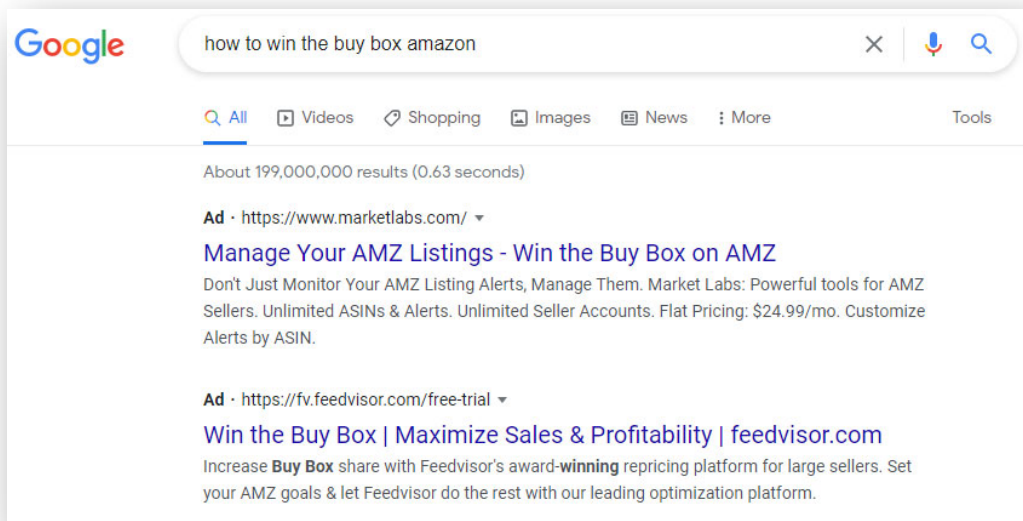 Google
how to win the buy box amazon
All Videos Shopping Images News More Tools
About 199,000,000 results (0.63 seconds)
Ad · https://www.marketlabs.com/
Manage Your AMZ Listings - Win the Buy Box on AMZ
Don't Just Monitor Your AMZ Listing Alerts, Manage Them. Market Labs: Powerful tools for AMZ
Sellers. Unlimited ASINs & Alerts. Unlimited Seller Accounts. Flat Pricing: $24.99/mo. Customize
Alerts by ASIN.
Ad · https://fv.feedvisor.com/free-trial
Win the Buy Box | Maximize Sales & Profitability | feedvisor.com
Increase Buy Box share with Feedvisor's award-winning repricing platform for large sellers. Set
your AMZ goals & let Feedvisor do the rest with our leading optimization platform.